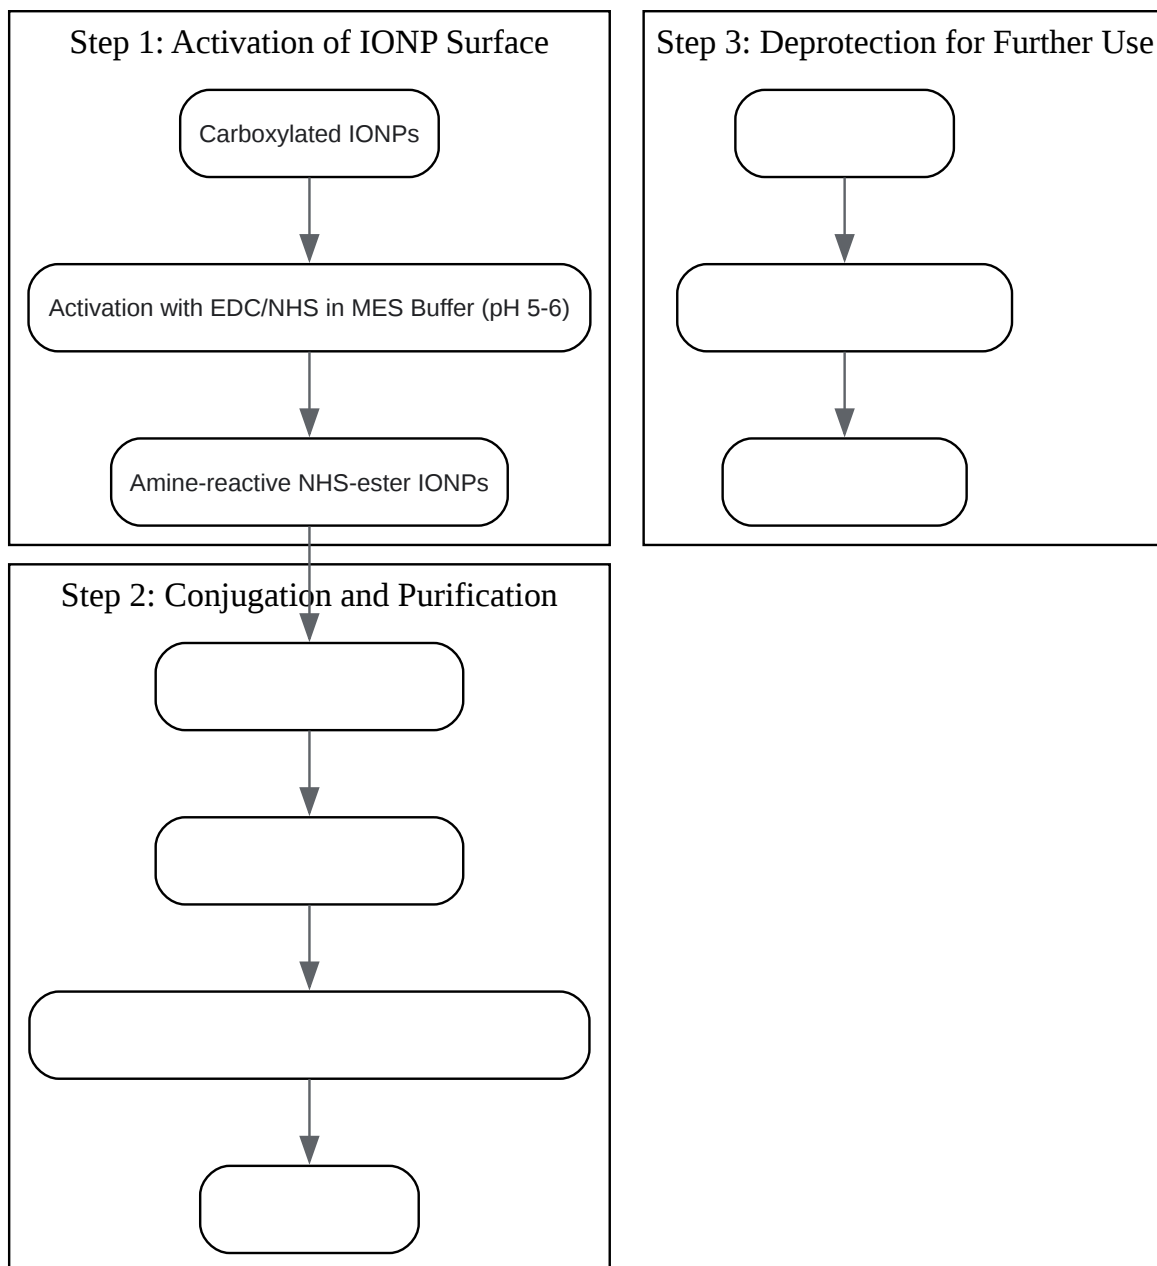 Step 1: Activation of IONP Surface
Carboxylated IONPs
Activation with EDC/NHS in MES Buffer (pH 5-6)
Amine-reactive NHS-ester IONPs
Step 2: Conjugation and Purification
Step 3: Deprotection for Further Use